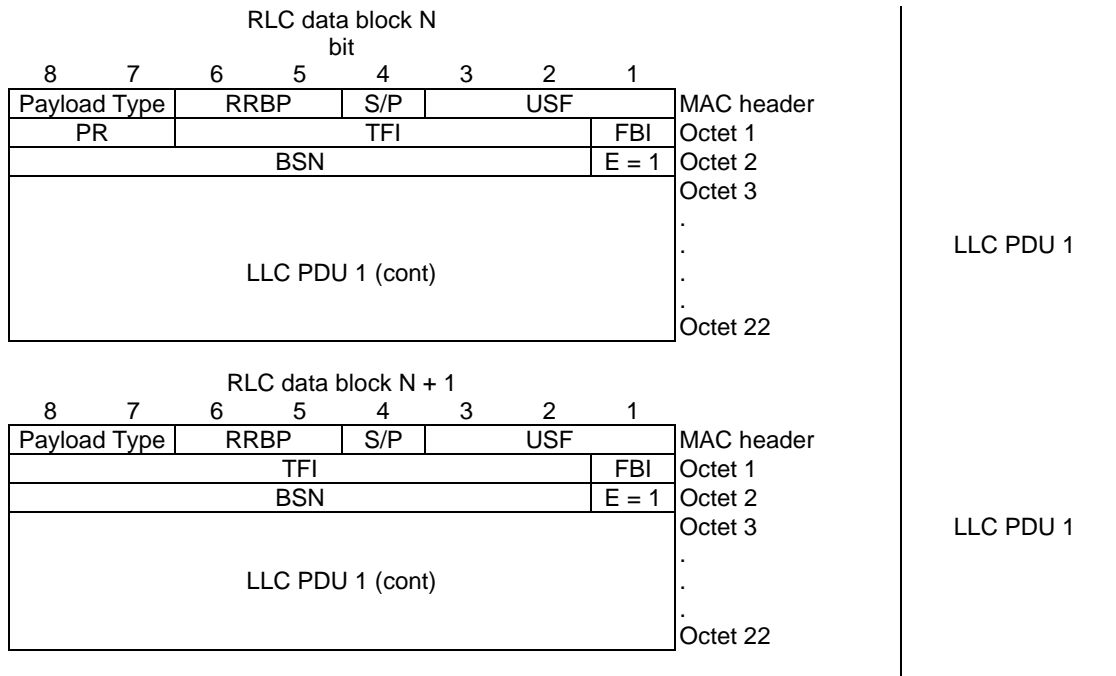 RLC data block N
bit
8 7 6 5 4 3 2 1
Payload Type RRBP S/P USF MAC header
PR TFI FBI Octet 1
BSN E = 1 Octet 2
Octet 3
.
.
LLC PDU 1
LLC PDU 1 (cont)
.
.
Octet 22
RLC data block N + 1
8 7 6 5 4 3 2 1
Payload Type RRBP S/P USF MAC header
TFI FBI Octet 1
BSN E = 1 Octet 2
Octet 3 LLC PDU 1
.
LLC PDU 1 (cont)
.
.
Octet 22